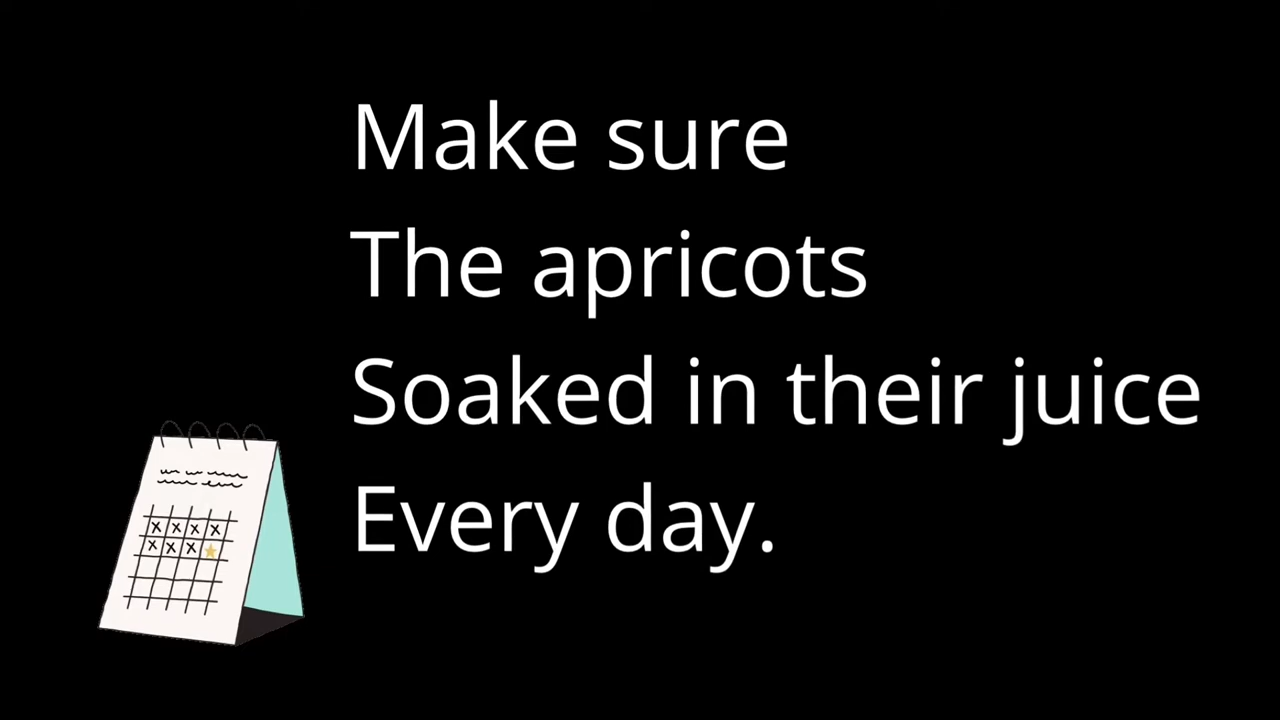 Make sure
The apricots
Soaked in their juice
Every day.